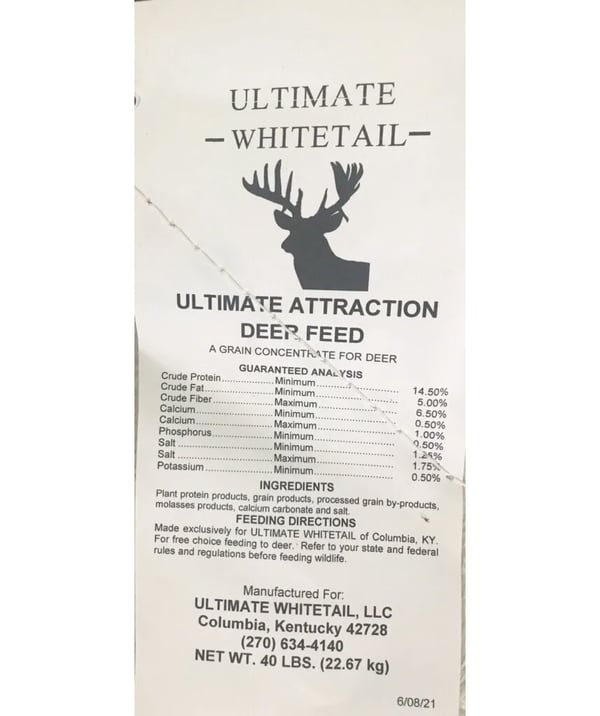 ULTIMATE
-WHITETAIL-
ULTIMATE ATTRACTION
DEER FEED
A GRAIN CONCENTRATE FOR DEER
GUARANTEED ANALYSIS
Crude Protein..............Minimum.......................... 14.50%
Crude Fat....................Minimum.......................... 5.00%
Crude Fiber.................Maximum......................... 6.50%
Calcium.......................Minimum.......................... 0.50%
Calcium.......................Maximum......................... 1.00%
Phosphorus.................Minimum.......................... 0.50%
Salt .............................Minimum.......................... 1.25%
Salt .............................Maximum......................... 1.75%
Potassium...................Minimum.......................... 0.50%
INGREDIENTS
Plant protein products, grain products, processed grain by-products,
molasses products, calcium carbonate and salt.
FEEDING DIRECTIONS
Made exclusively for ULTIMATE WHITETAIL of Columbia, KY.
For free choice feeding to deer. Refer to your state and federal
rules and regulations before feeding wildlife.
Manufactured For:
ULTIMATE WHITETAIL, LLC
Columbia, Kentucky 42728
(270) 634-4140
NET WT. 40 LBS. (22.67 kg)
6/08/21